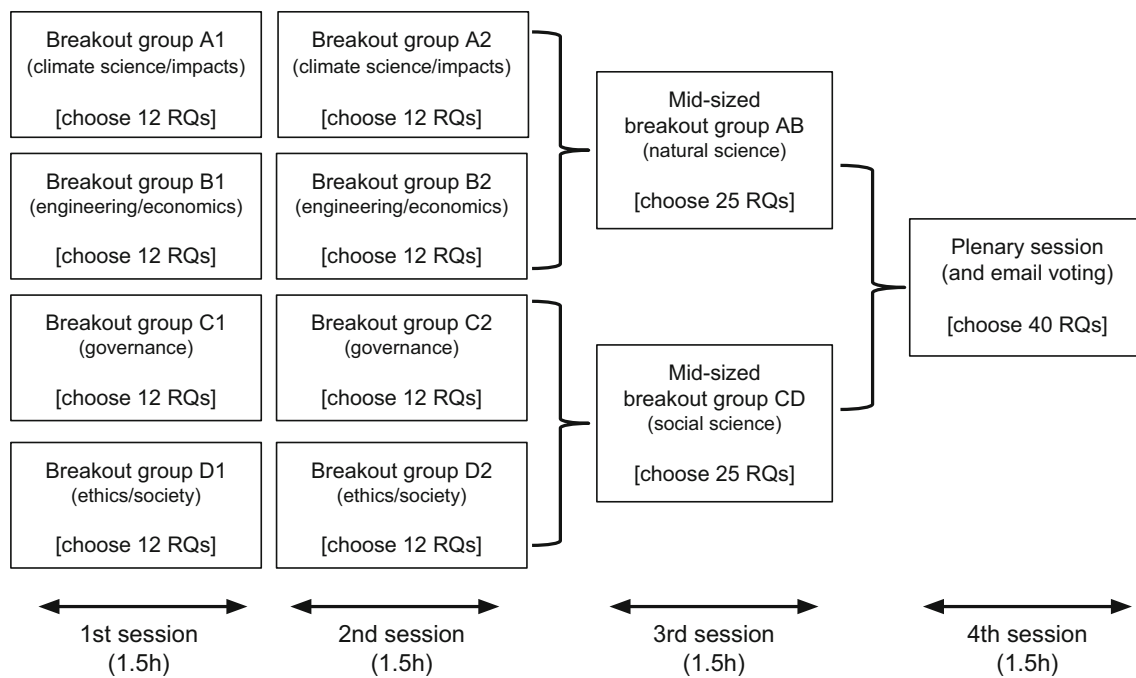 Breakout group A1
(climate science/impacts)
[choose 12 RQs]
Breakout group A2
(climate science/impacts)
[choose 12 RQs]
Breakout group B1
(engineering/economics)
[choose 12 RQs]
Breakout group B2
(engineering/economics)
[choose 12 RQs]
Breakout group C1
(governance)
[choose 12 RQs]
Breakout group C2
(governance)
[choose 12 RQs]
Breakout group D1
(ethics/society)
[choose 12 RQs]
Breakout group D2
(ethics/society)
[choose 12 RQs]
Mid-sized
breakout group AB
(natural science)
[choose 25 RQs]
Mid-sized
breakout group CD
(social science)
[choose 25 RQs]
Plenary session
(and email voting)
[choose 40 RQs]
1st session
(1.5h)
2nd session
(1.5h)
3rd session
(1.5h)
4th session
(1.5h)